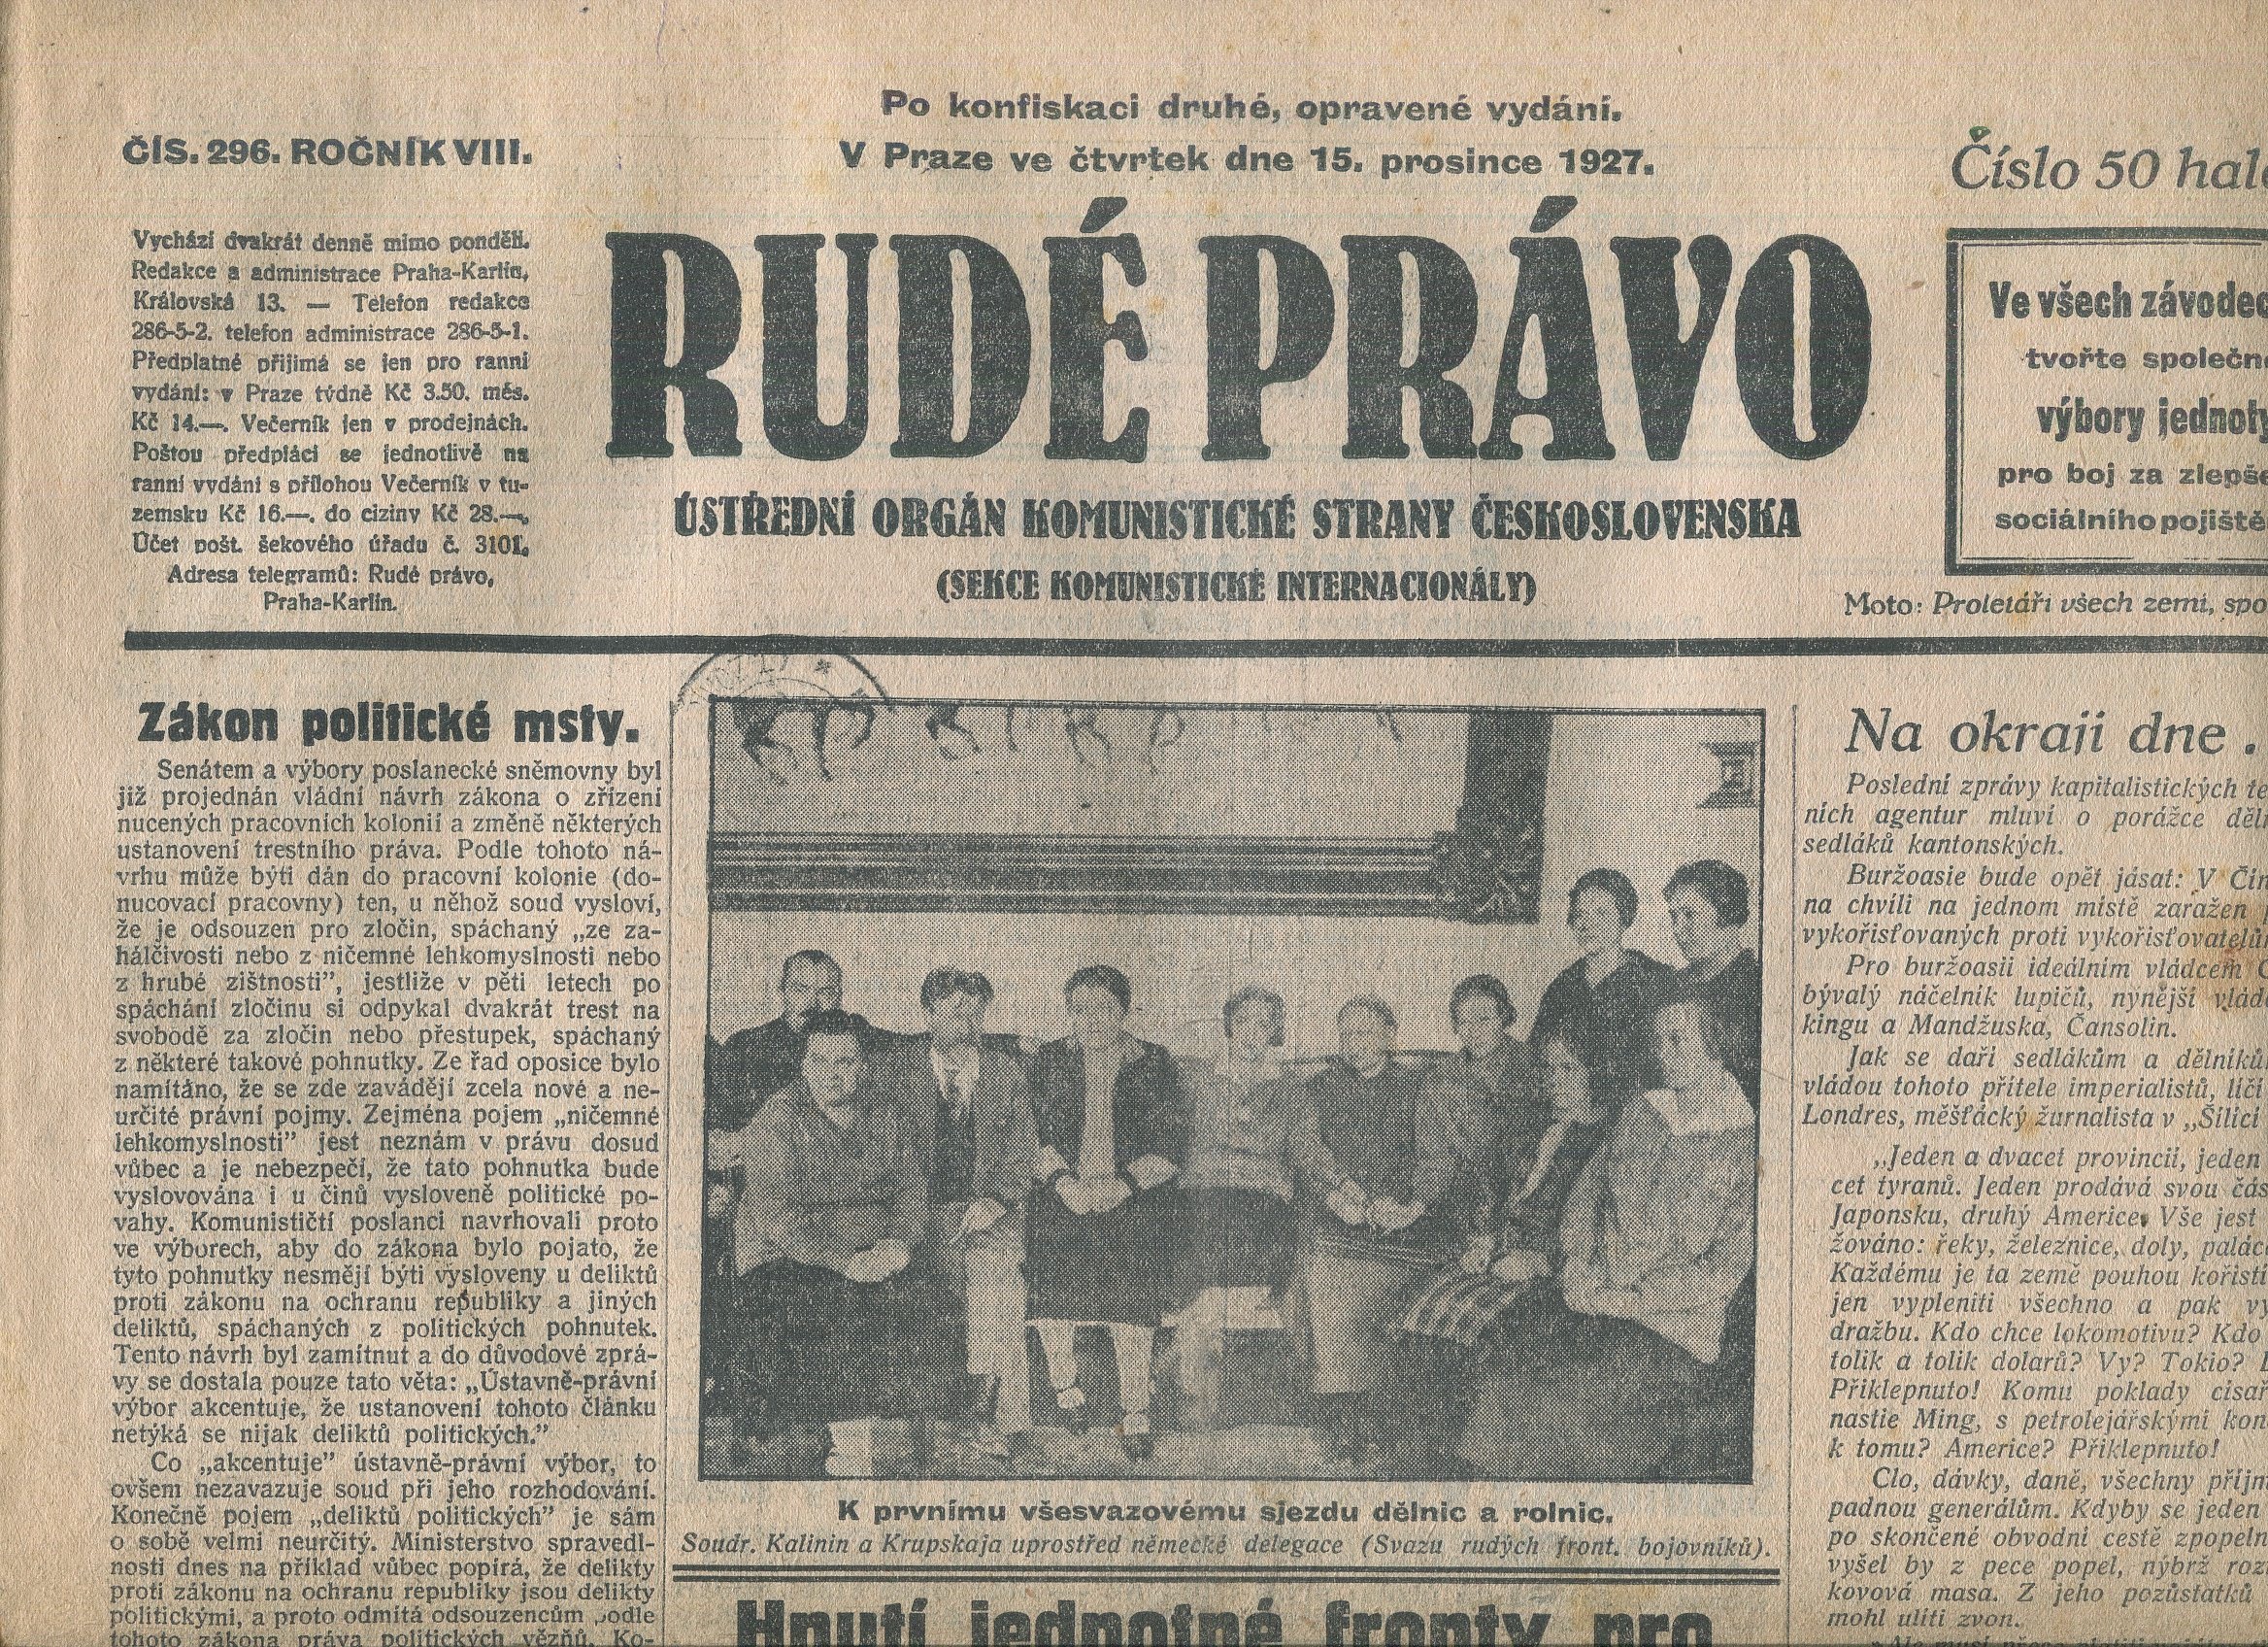 Po konfiskaci druhé, opravené vydání.
ČÍS. 296. ROČNÍK VIII.
V Praze ve čtvrtek dne 15. prosince 1927.
Číslo 50 hal
Vychází dvakrát denně mimo pondělí.
Redakce a administrace Praha-Karlín,
Královská 13. — Telefon redakce
286-5-2. telefon administrace 286-5-1.
Předplatné přijímá se jen pro ranní
vydání: v Praze týdně Kč 3.50. měs.
Kč 14.—. Večerník jen v prodejnách.
Poštou předplácí se jednotlivě na
ranní vydání s přílohou Večerník v tu-
zemsku Kč 16.—. do ciziny Kč 28.—,
Účet pošt. šekového úřadu č. 3101.
Adresa telegramů: Rudé právo,
Praha-Karlín.
RUDÉ PRÁVO
ÚSTŘEDNÍ ORGÁN KOMUNISTICKÉ STRANY ČESKOSLOVENSKA
(SEKCE KOMUNISTICKÉ INTERNACIONÁLY)
Ve všech závodec
tvořte společn
výbory jednoty
pro boj za zlepše
sociálního pojiště
Moto: Proletáři všech zemí, spo
Zákon politické msty.
Senátem a výbory poslanecké sněmovny byl
již projednán vládní návrh zákona o zřízení
nucených pracovních kolonií a změně některých
ustanovení trestního práva. Podle tohoto ná-
vrhu může býti dán do pracovní kolonie (do-
nucovací pracovny) ten, u něhož soud vysloví,
že je odsouzen pro zločin, spáchaný „ze za-
hálčivosti nebo z ničemné lehkomyslnosti nebo
z hrubé zištnosti”, jestliže v pěti letech po
spáchání zločinu si odpykal dvakrát trest na
svobodě za zločin nebo přestupek, spáchaný
z některé takové pohnutky. Ze řad oposice bylo
namítáno, že se zde zavádějí zcela nové a ne-
určité právní pojmy. Zejména pojem „ničemné
lehkomyslnosti” jest neznám v právu dosud
vůbec a je nebezpečí, že tato pohnutka bude
vyslovována i u činů vysloveně politické po-
vahy. Komunističtí poslanci navrhovali proto
ve výborech, aby do zákona bylo pojato, že
tyto pohnutky nesmějí býti vysloveny u deliktů
proti zákonu na ochranu republiky a jiných
deliktů, spáchaných z politických pohnutek.
Tento návrh byl zamítnut a do důvodové zprá-
vy se dostala pouze tato věta: „Ústavně-právní
výbor akcentuje, že ustanovení tohoto článku
netýká se nijak deliktů politických.”
Co „akcentuje” ústavně-právní výbor, to
ovšem nezavazuje soud při jeho rozhodování.
Konečně pojem „deliktů politických” je sám
o sobě velmi neurčitý. Ministerstvo spravedl-
nosti dnes na příklad vůbec popírá, že delikty
proti zákonu na ochranu republiky jsou delikty
politickými, a proto odmítá odsouzencům podle
tohoto zákona práva politických vězňů. Ko-
K prvnímu všesvazovému sjezdu dělnic a rolnic.
Soudr. Kalinin a Krupskaja uprostřed německé delegace (Svazu rudých front. bojovníků).
Hnutí jednotné fronty pro
Na okraji dne .
Poslední zprávy kapitalistických te
ních agentur mluví o porážce děl
sedláků kantonských.
Buržoasie bude opět jásat: V Čín
na chvíli na jednom místě zaražen
vykořisťovaných proti vykořisťovatelů
Pro buržoasii ideálním vládcem Č
bývalý náčelník lupičů, nynější vlád
kingu a Mandžuska, Čansolin.
Jak se daří sedlákům a dělníků
vládou tohoto přítele imperialistů, líčí
Londres, měšťácký žurnalista v „Šílící
„Jeden a dvacet provincií, jeden
cet tyranů. Jeden prodává svou čás
Japonsku, druhý Americe. Vše jest
žováno: řeky, železnice, doly, palác
Každému je ta země pouhou kořistí
jen vypleniti všechno a pak vy
dražbu. Kdo chce lokomotivu? Kdo
tolik a tolik dolarů? Vy? Tokio?
Přiklepnuto! Komu poklady císař
nastie Ming, s petrolejářskými kon
k tomu? Americe? Přiklepnuto!
Clo, dávky, daně, všechny příjm
padnou generálům. Kdyby se jeden
po skončené obvodní cestě zpopeln
vyšel by z pece popel, nýbrž roz
kovová masa. Z jeho pozůstatků
mohl ulíti zvon.